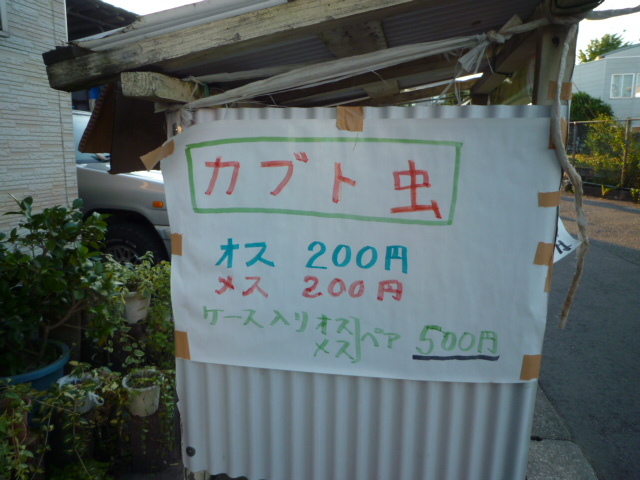 カブト虫
オス 200円
メス 200円
ケース入りオス
メス ペア 500円